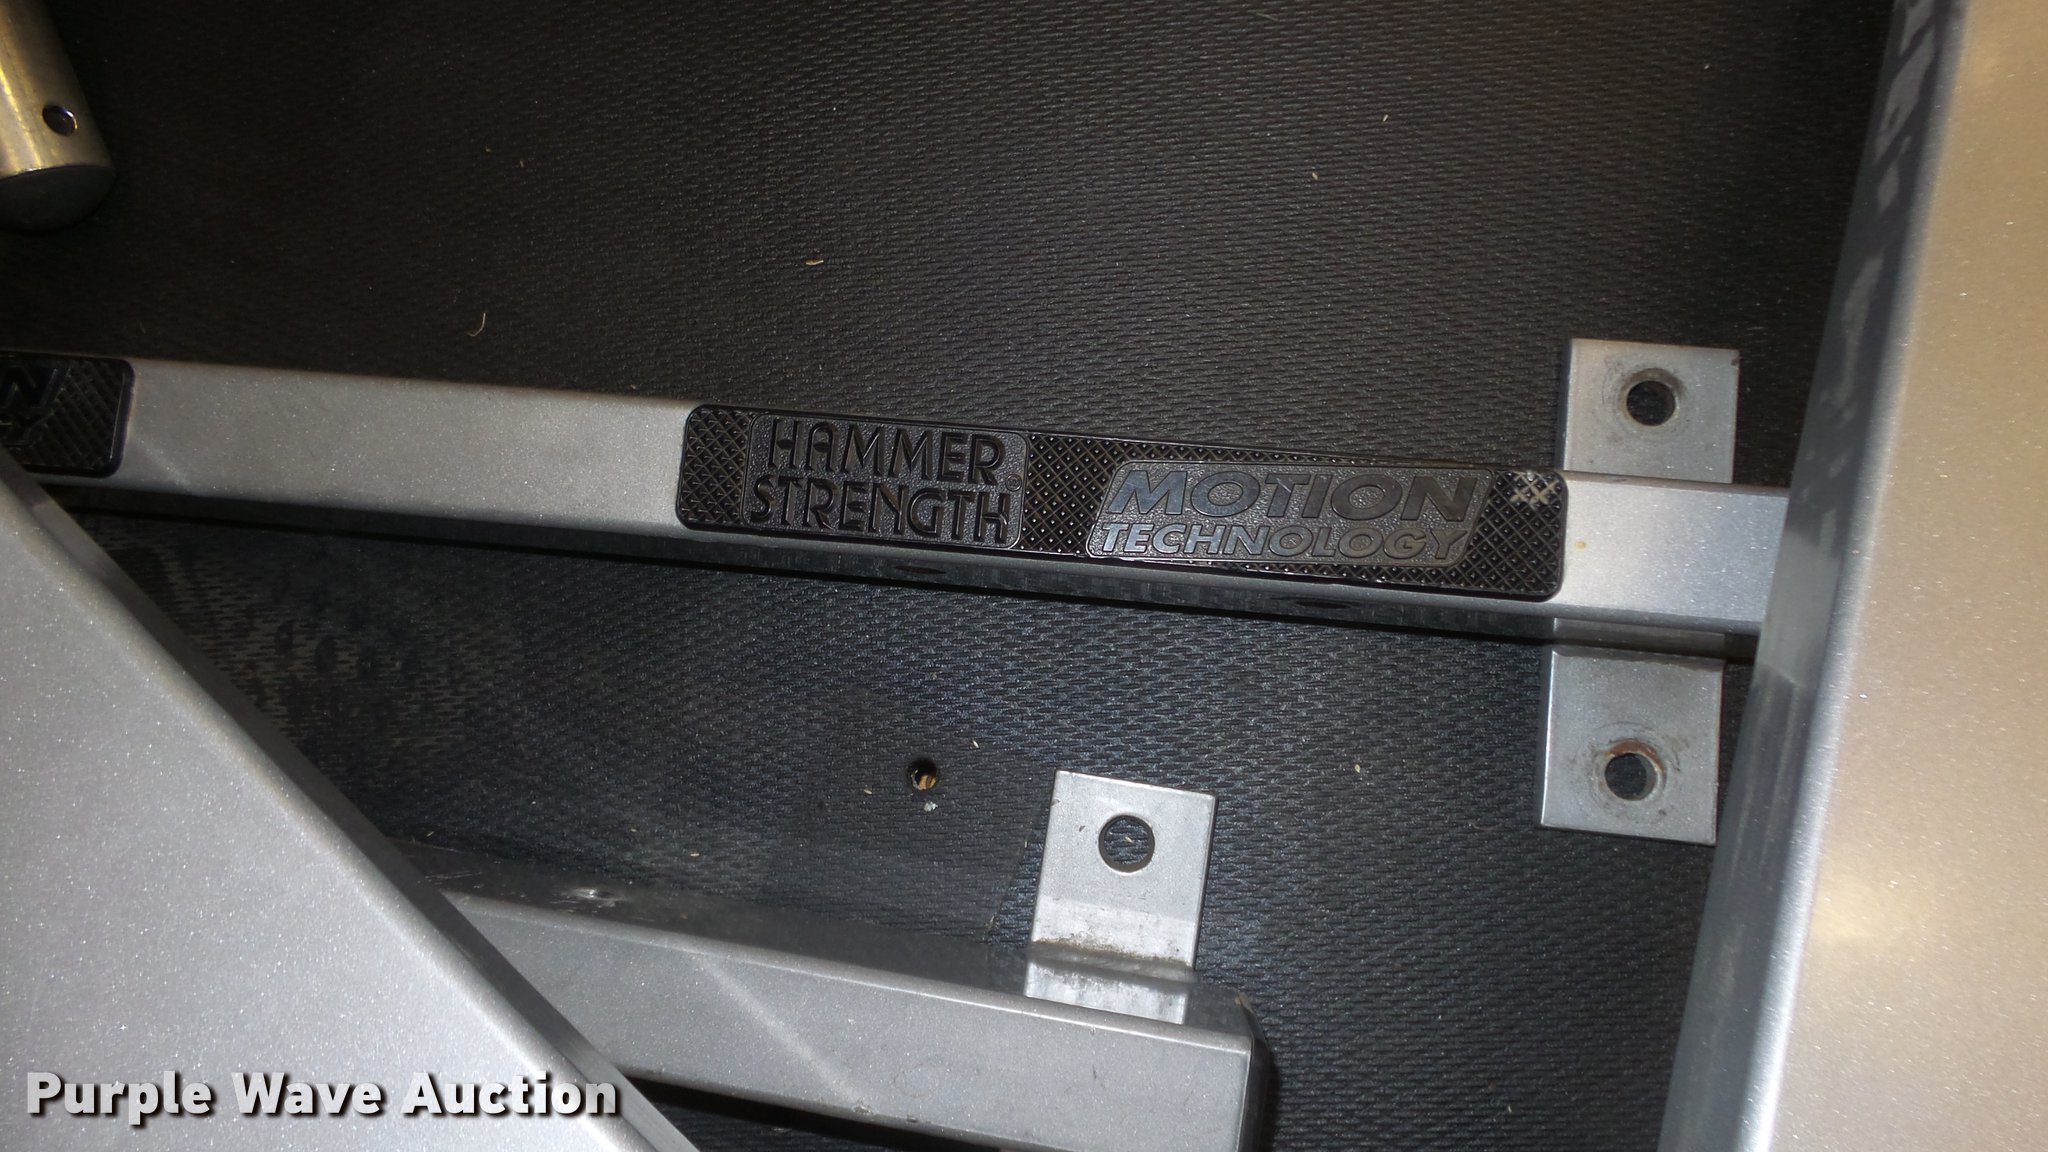 HAMMER
STRENGTH®
MOTION
TECHNOLOGY
Purple Wave Auction